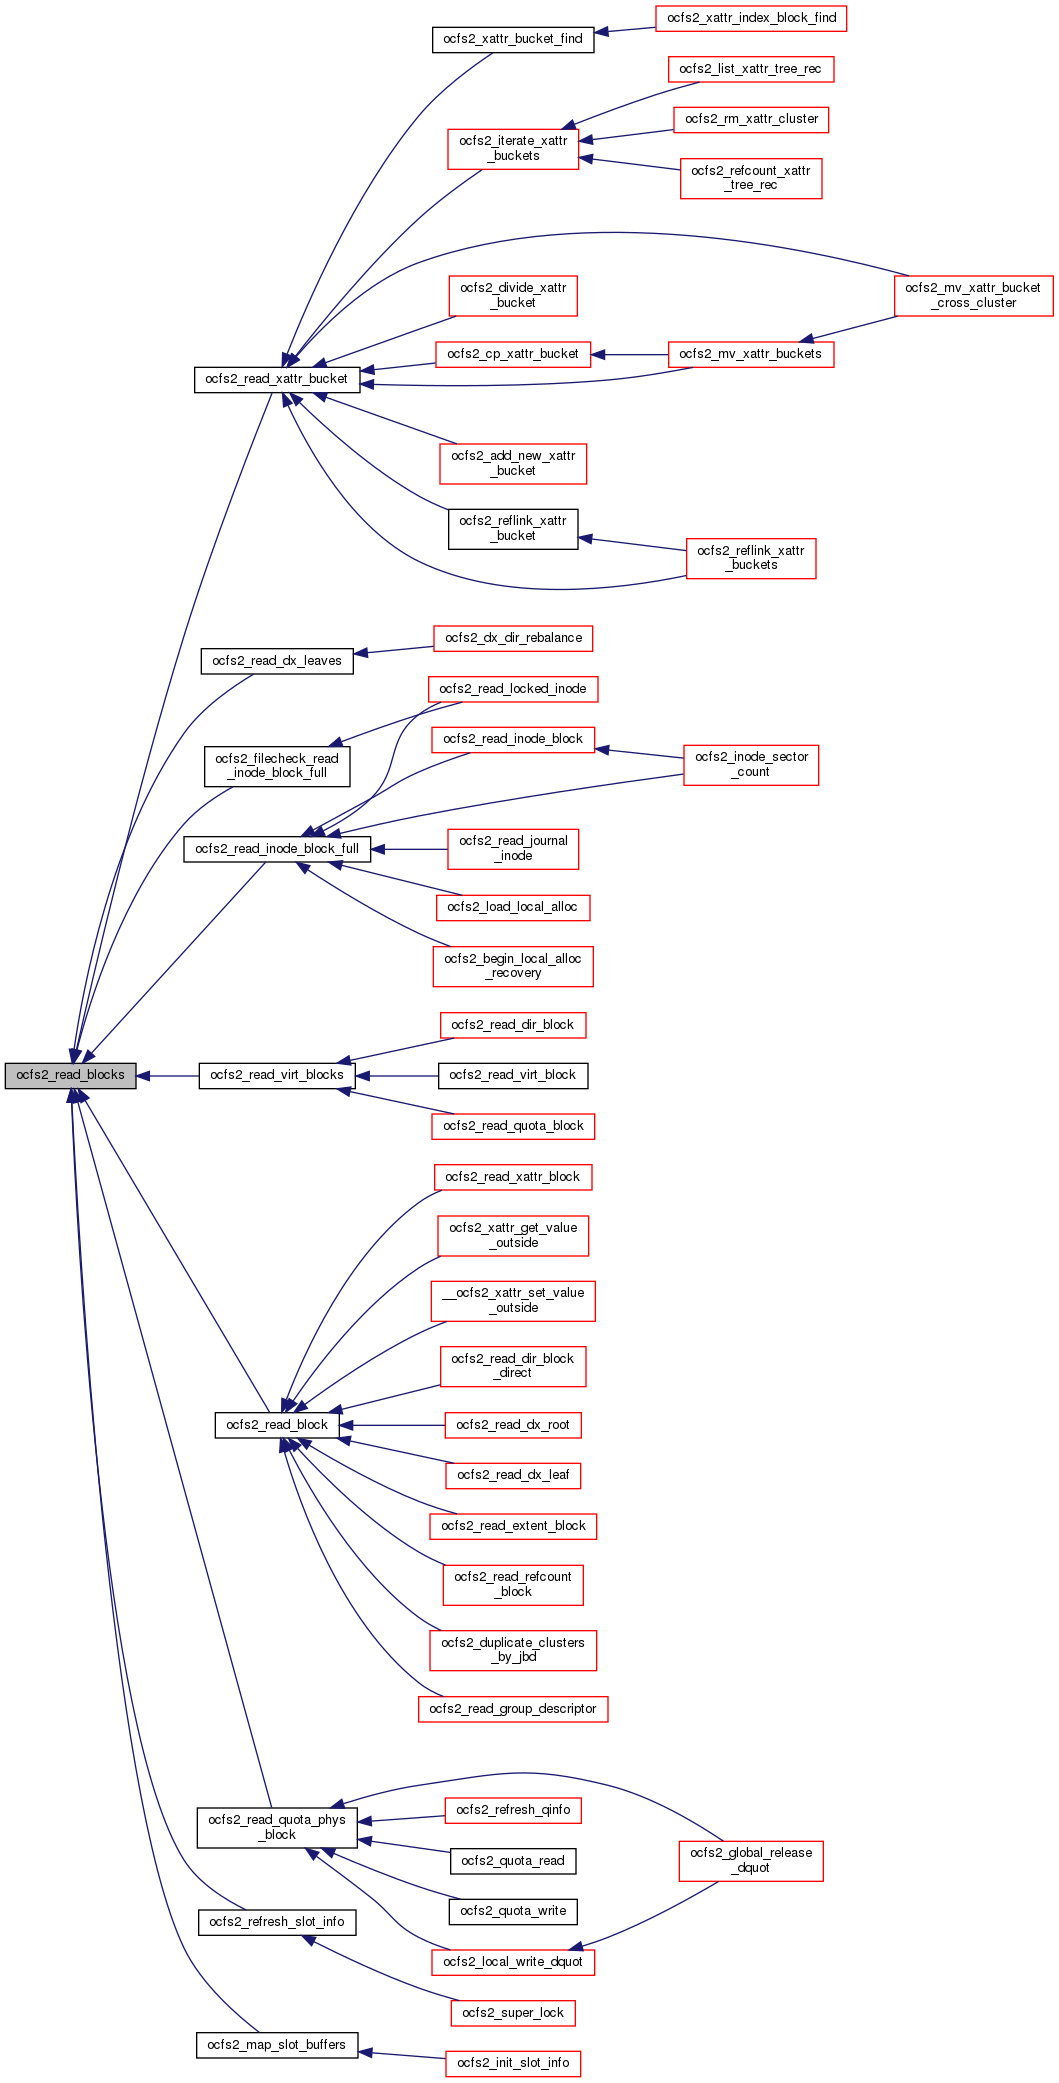 ocfs2_xattr_index_block_find
ocfs2_xattr_bucket_find
ocfs2_list_xattr_tree_rec
ocfs2_rm_xattr_cluster
ocfs2_iterate_xattr
_buckets
ocfs2_refcount_xattr
_tree_rec
ocfs2_mv_xattr_bucket
_cross_cluster
ocfs2_divide_xattr
_bucket
ocfs2_cp_xattr_bucket
ocfs2_mv_xattr_buckets
ocfs2_read_xattr_bucket
ocfs2_add_new_xattr
_bucket
ocfs2_reflink_xattr
_bucket
ocfs2_reflink_xattr
_buckets
ocfs2_dx_dir_rebalance
ocfs2_read_dx_leaves
ocfs2_read_locked_inode
ocfs2_read_inode_block
ocfs2_filecheck_read
_inode_block_full
ocfs2_inode_sector
_count
ocfs2_read_inode_block_full
ocfs2_read_journal
_inode
ocfs2_load_local_alloc
ocfs2_begin_local_alloc
_recovery
ocfs2_read_dir_block
ocfs2_read_blocks
ocfs2_read_virt_blocks
ocfs2_read_virt_block
ocfs2_read_quota_block
ocfs2_read_xattr_block
ocfs2_xattr_get_value
_outside
__ocfs2_xattr_set_value
_outside
ocfs2_read_dir_block
_direct
ocfs2_read_block
ocfs2_read_dx_root
ocfs2_read_dx_leaf
ocfs2_read_extent_block
ocfs2_read_refcount
_block
ocfs2_duplicate_clusters
_by_jbd
ocfs2_read_group_descriptor
ocfs2_refresh_qinfo
ocfs2_read_quota_phys
_block
ocfs2_quota_read
ocfs2_global_release
_dquot
ocfs2_quota_write
ocfs2_refresh_slot_info
ocfs2_local_write_dquot
ocfs2_super_lock
ocfs2_map_slot_buffers
ocfs2_init_slot_info